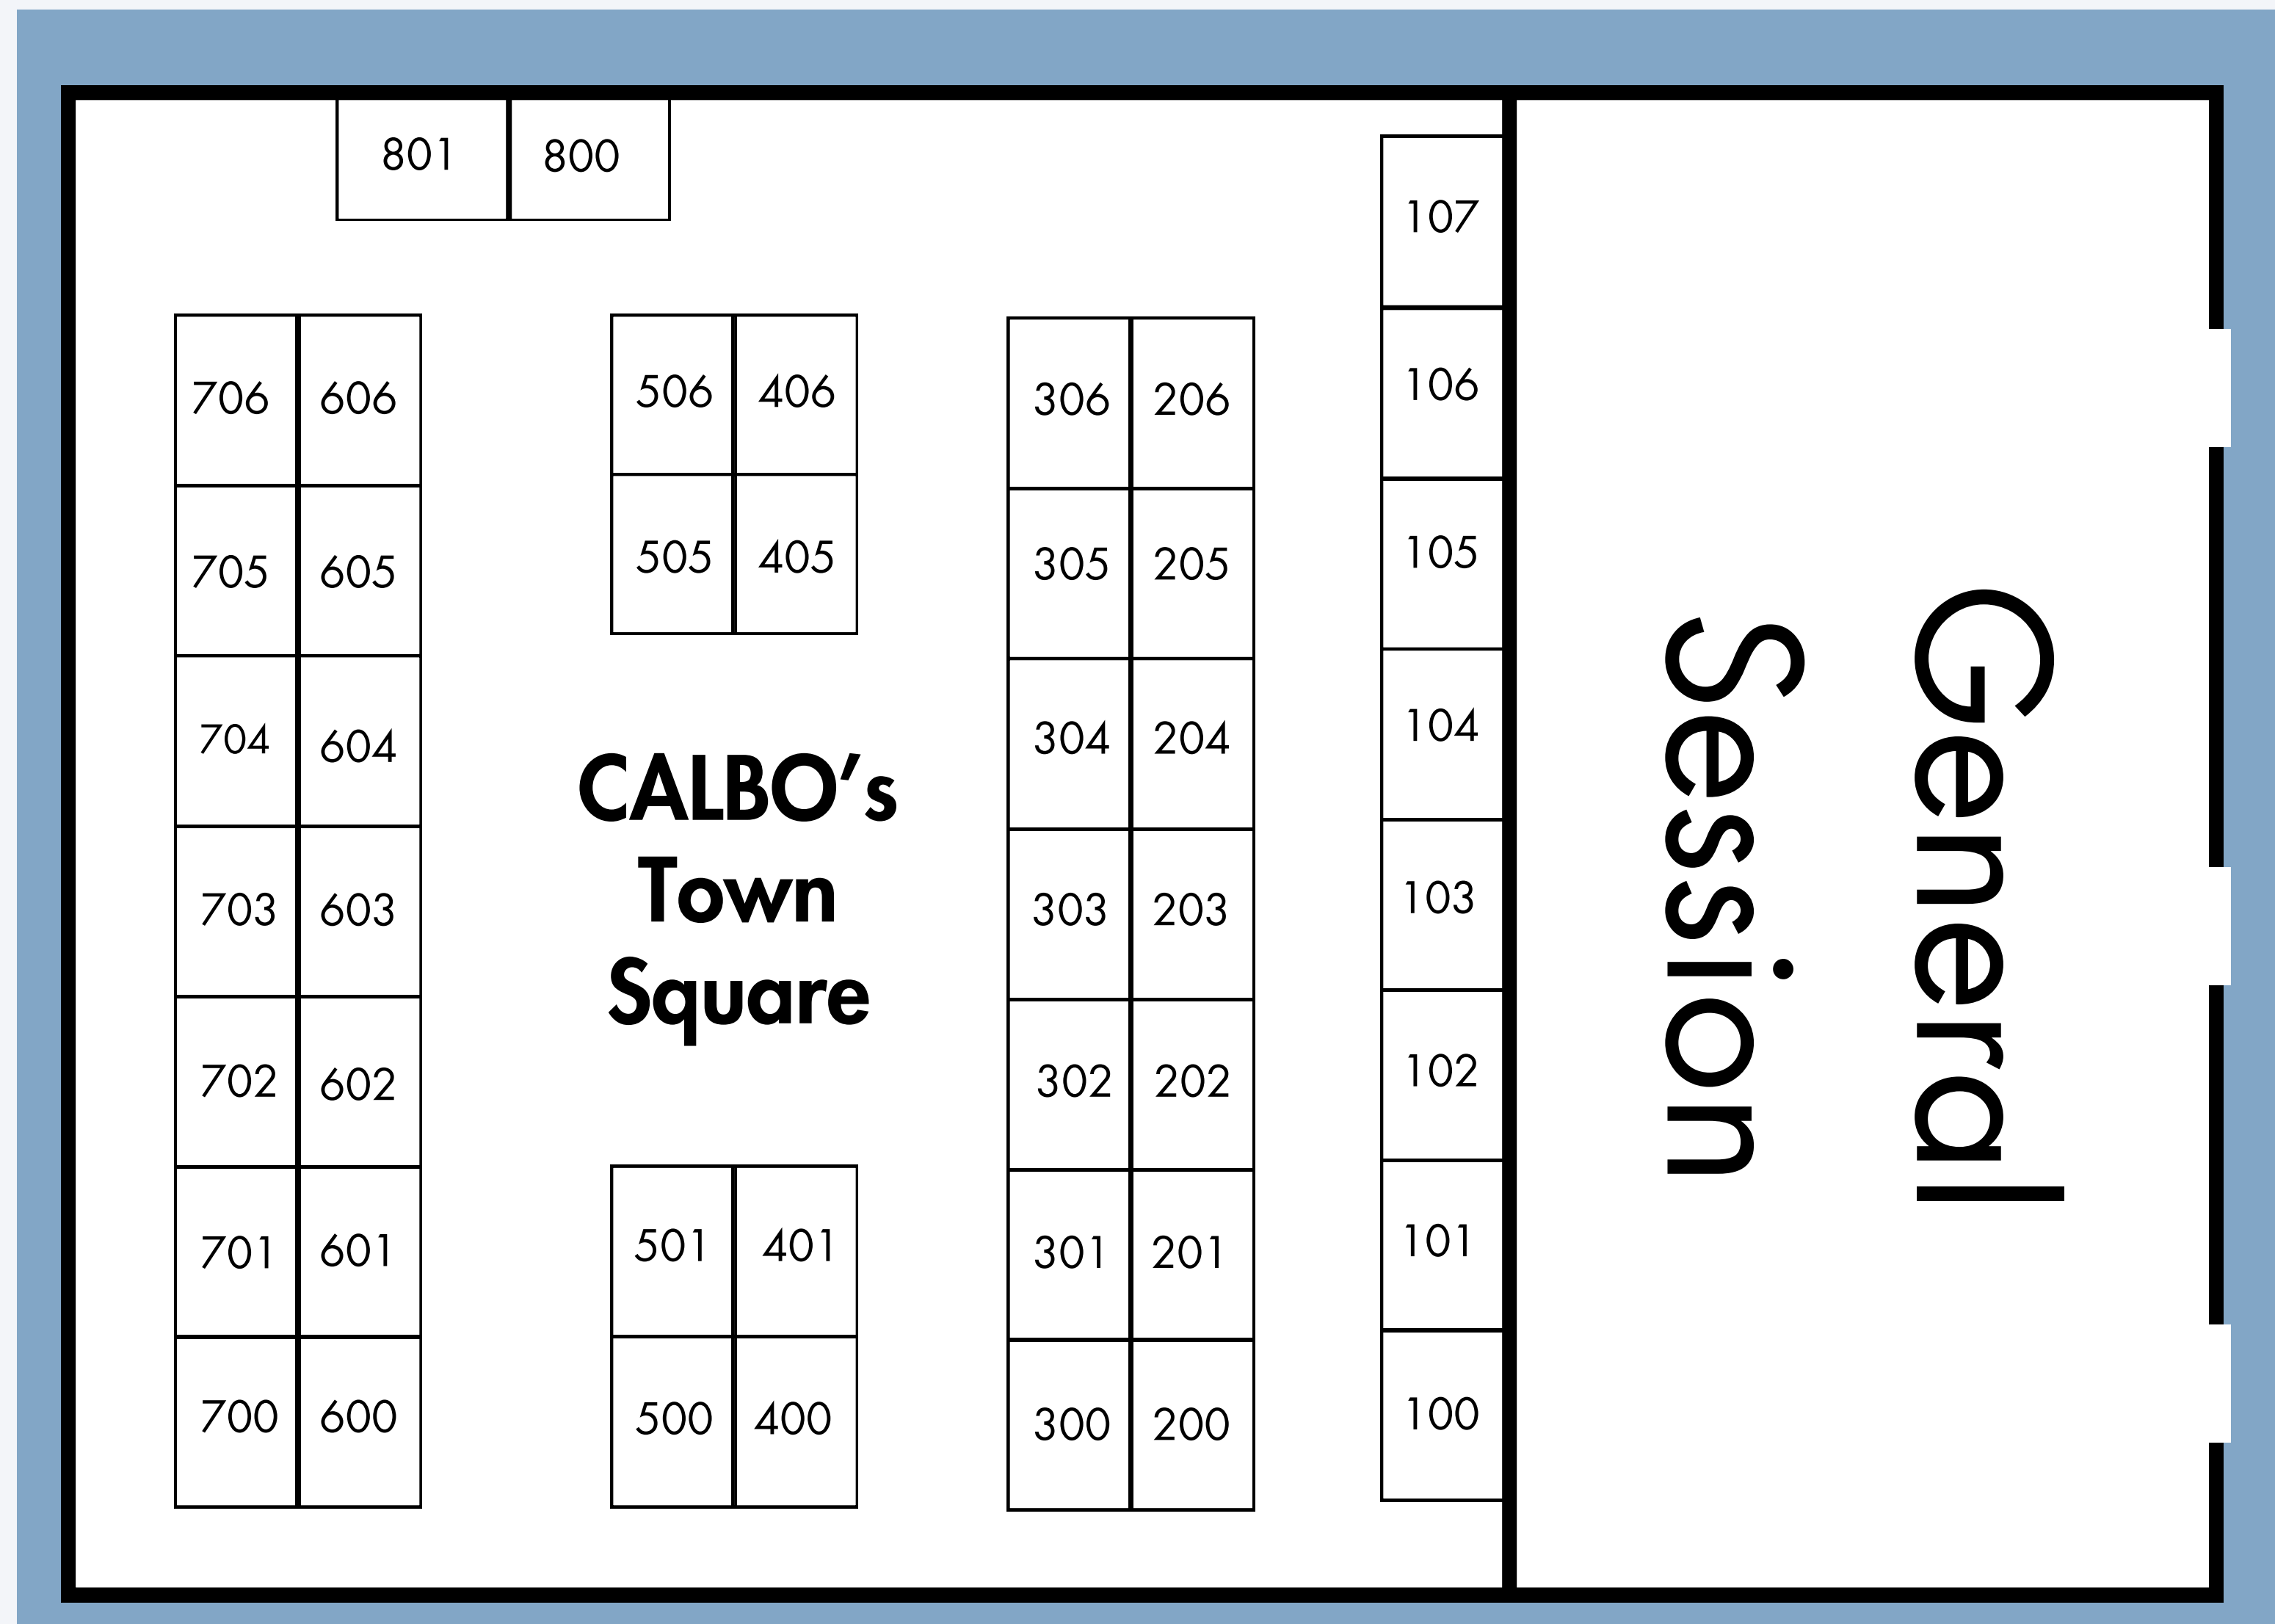 801 800
107
706 606 506 406 306 206 106
705 605 505 405 305 205 105
704 604 304 204 104
CALBO’s
Town
Square
703 603 303 203 103
702 602 302 202 102
701 601 501 401 301 201 101
700 600 500 400 300 200 100
General
Session